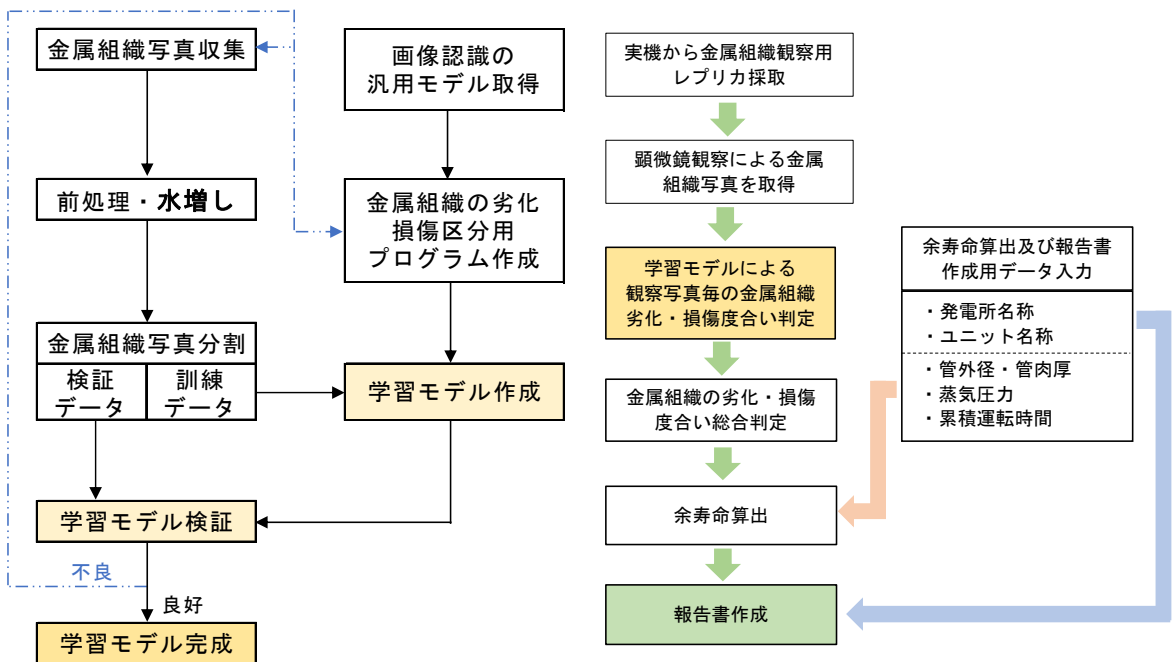 金属組織写真収集
前処理・水増し
金属組織写真分割
検証
データ
訓練
データ
学習モデル検証
不良
良好
学習モデル完成
画像認識の
汎用モデル取得
金属組織の劣化
損傷区分用
プログラム作成
学習モデル作成
実機から金属組織観察用
レプリカ採取
顕微鏡観察による金属
組織写真を取得
学習モデルによる
観察写真毎の金属組織
劣化・損傷度合い判定
金属組織の劣化・損傷
度合い総合判定
余寿命算出
報告書作成
余寿命算出及び報告書
作成用データ入力
・発電所名称
・ユニット名称
・管外径・管肉厚
・蒸気圧力
・累積運転時間